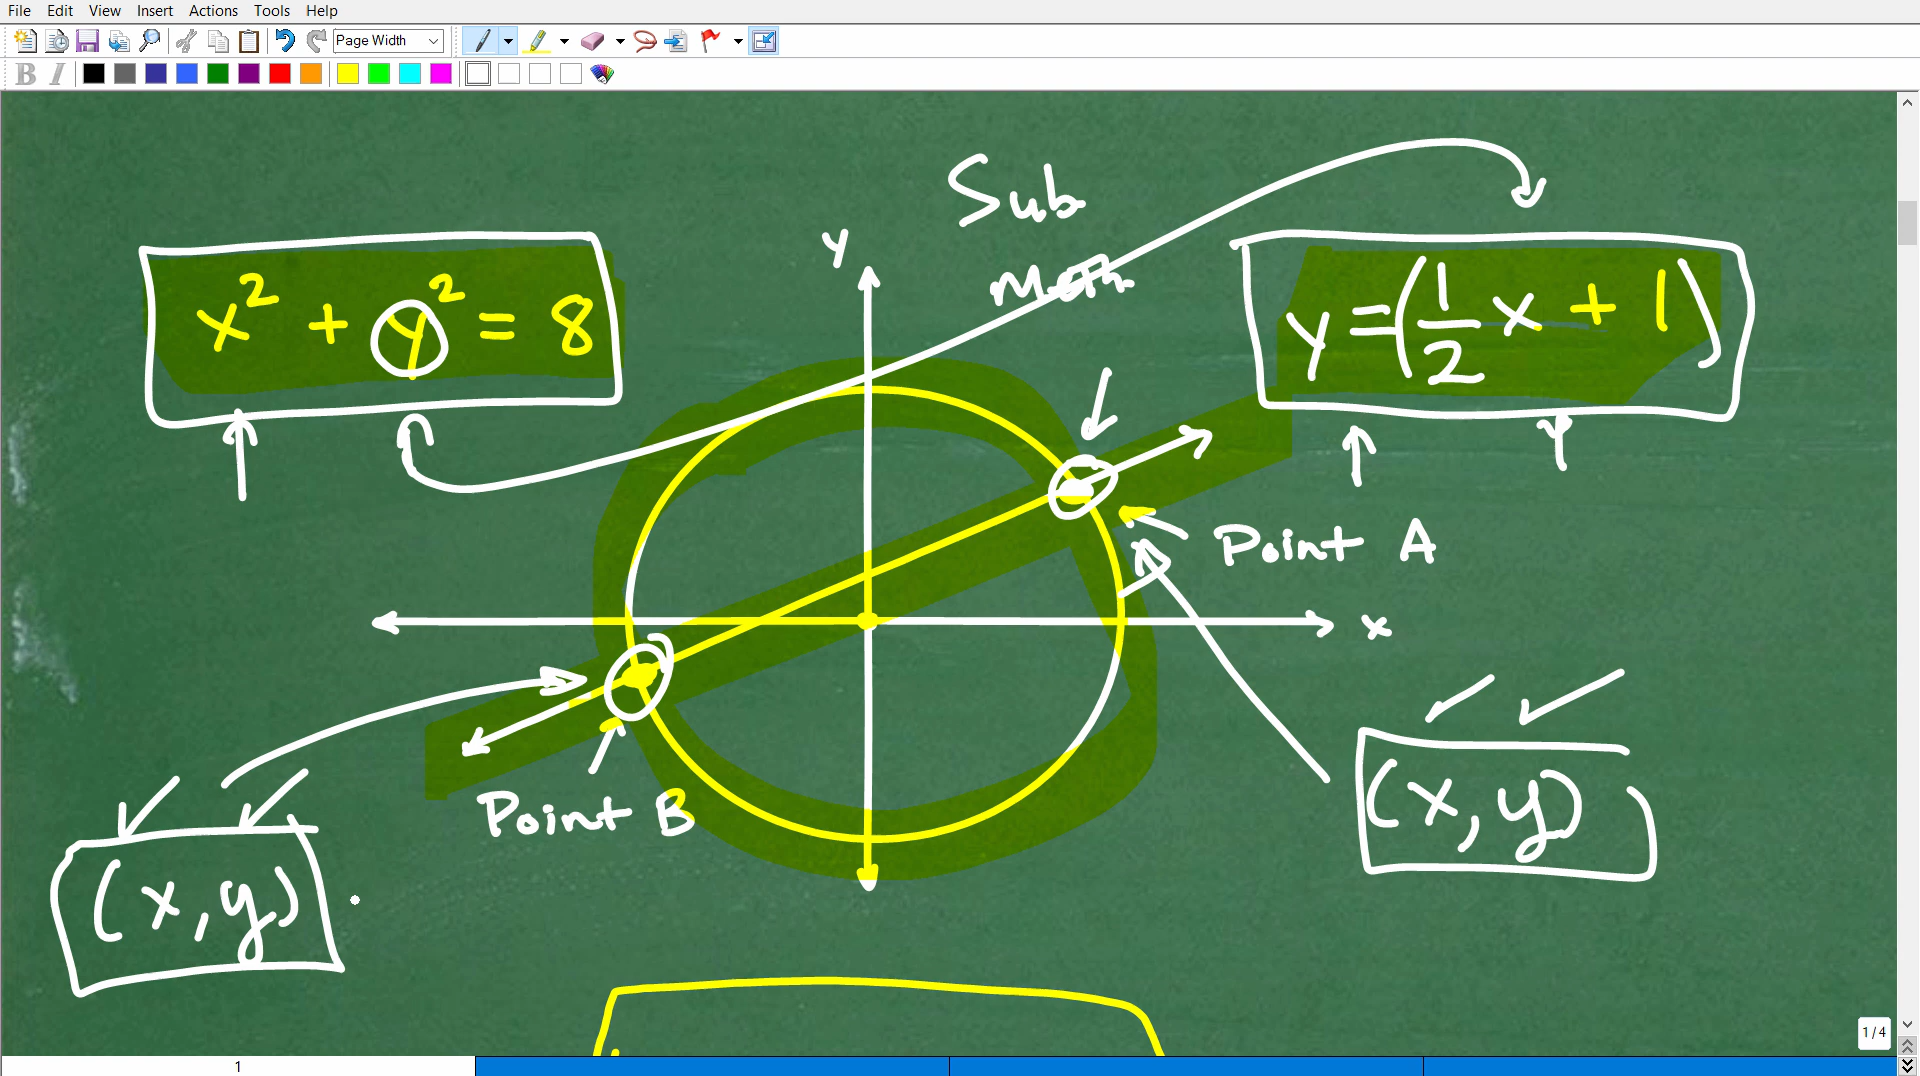 File Edit View Insert Actions Tools Help
Page Width
B I
Sub
Meth
y
x² + y² = 8
y = (1/2 x + 1)
Point A
x
Point B
(x, y)
(x, y)
1 / 4
1